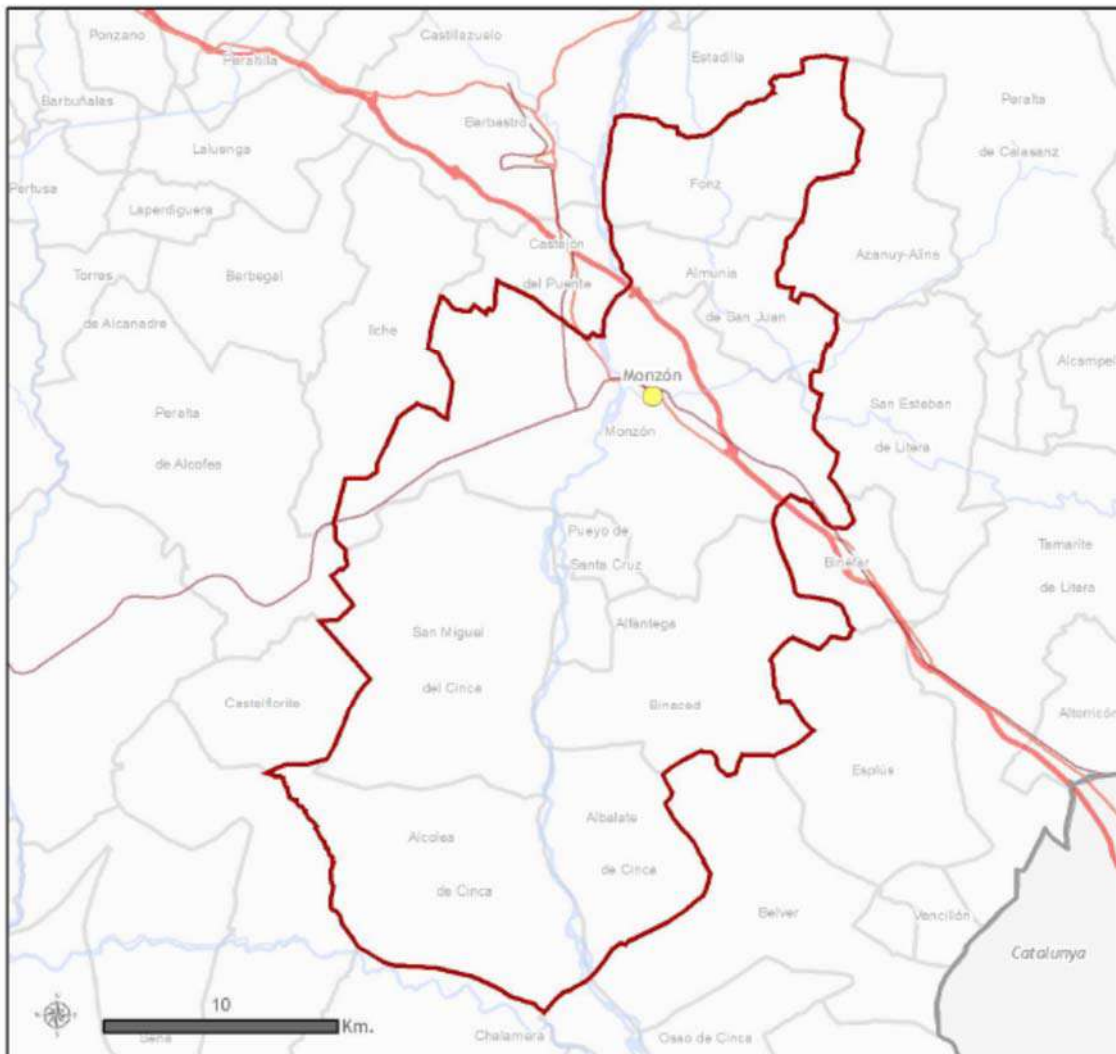 Ponzano
Castillazuelo
Peraltilla
Estadilla
Barbuñales
Peralta
Barbastro
de Calasanz
Laluenga
Fonz
Pertusa
Laperdiguera
Castejón
Azanuy-Alins
Torres
Berbegal
Almunia
del Puente
de San Juan
de Alcanadre
Ilche
Alcampel
Monzón
San Esteban
Peralta
Monzón
de Litera
de Alcofea
Pueyo de
Tamarite
Santa Cruz
Binéfar
de Litera
San Miguel
Alfántega
del Cinca
Castelflorite
Binaced
Altorricón
Esplús
Alcolea
Albalate
de Cinca
de Cinca
Belver
Vencillón
Catalunya
10
Km.
Sena
Chalamera
Osso de Cinca